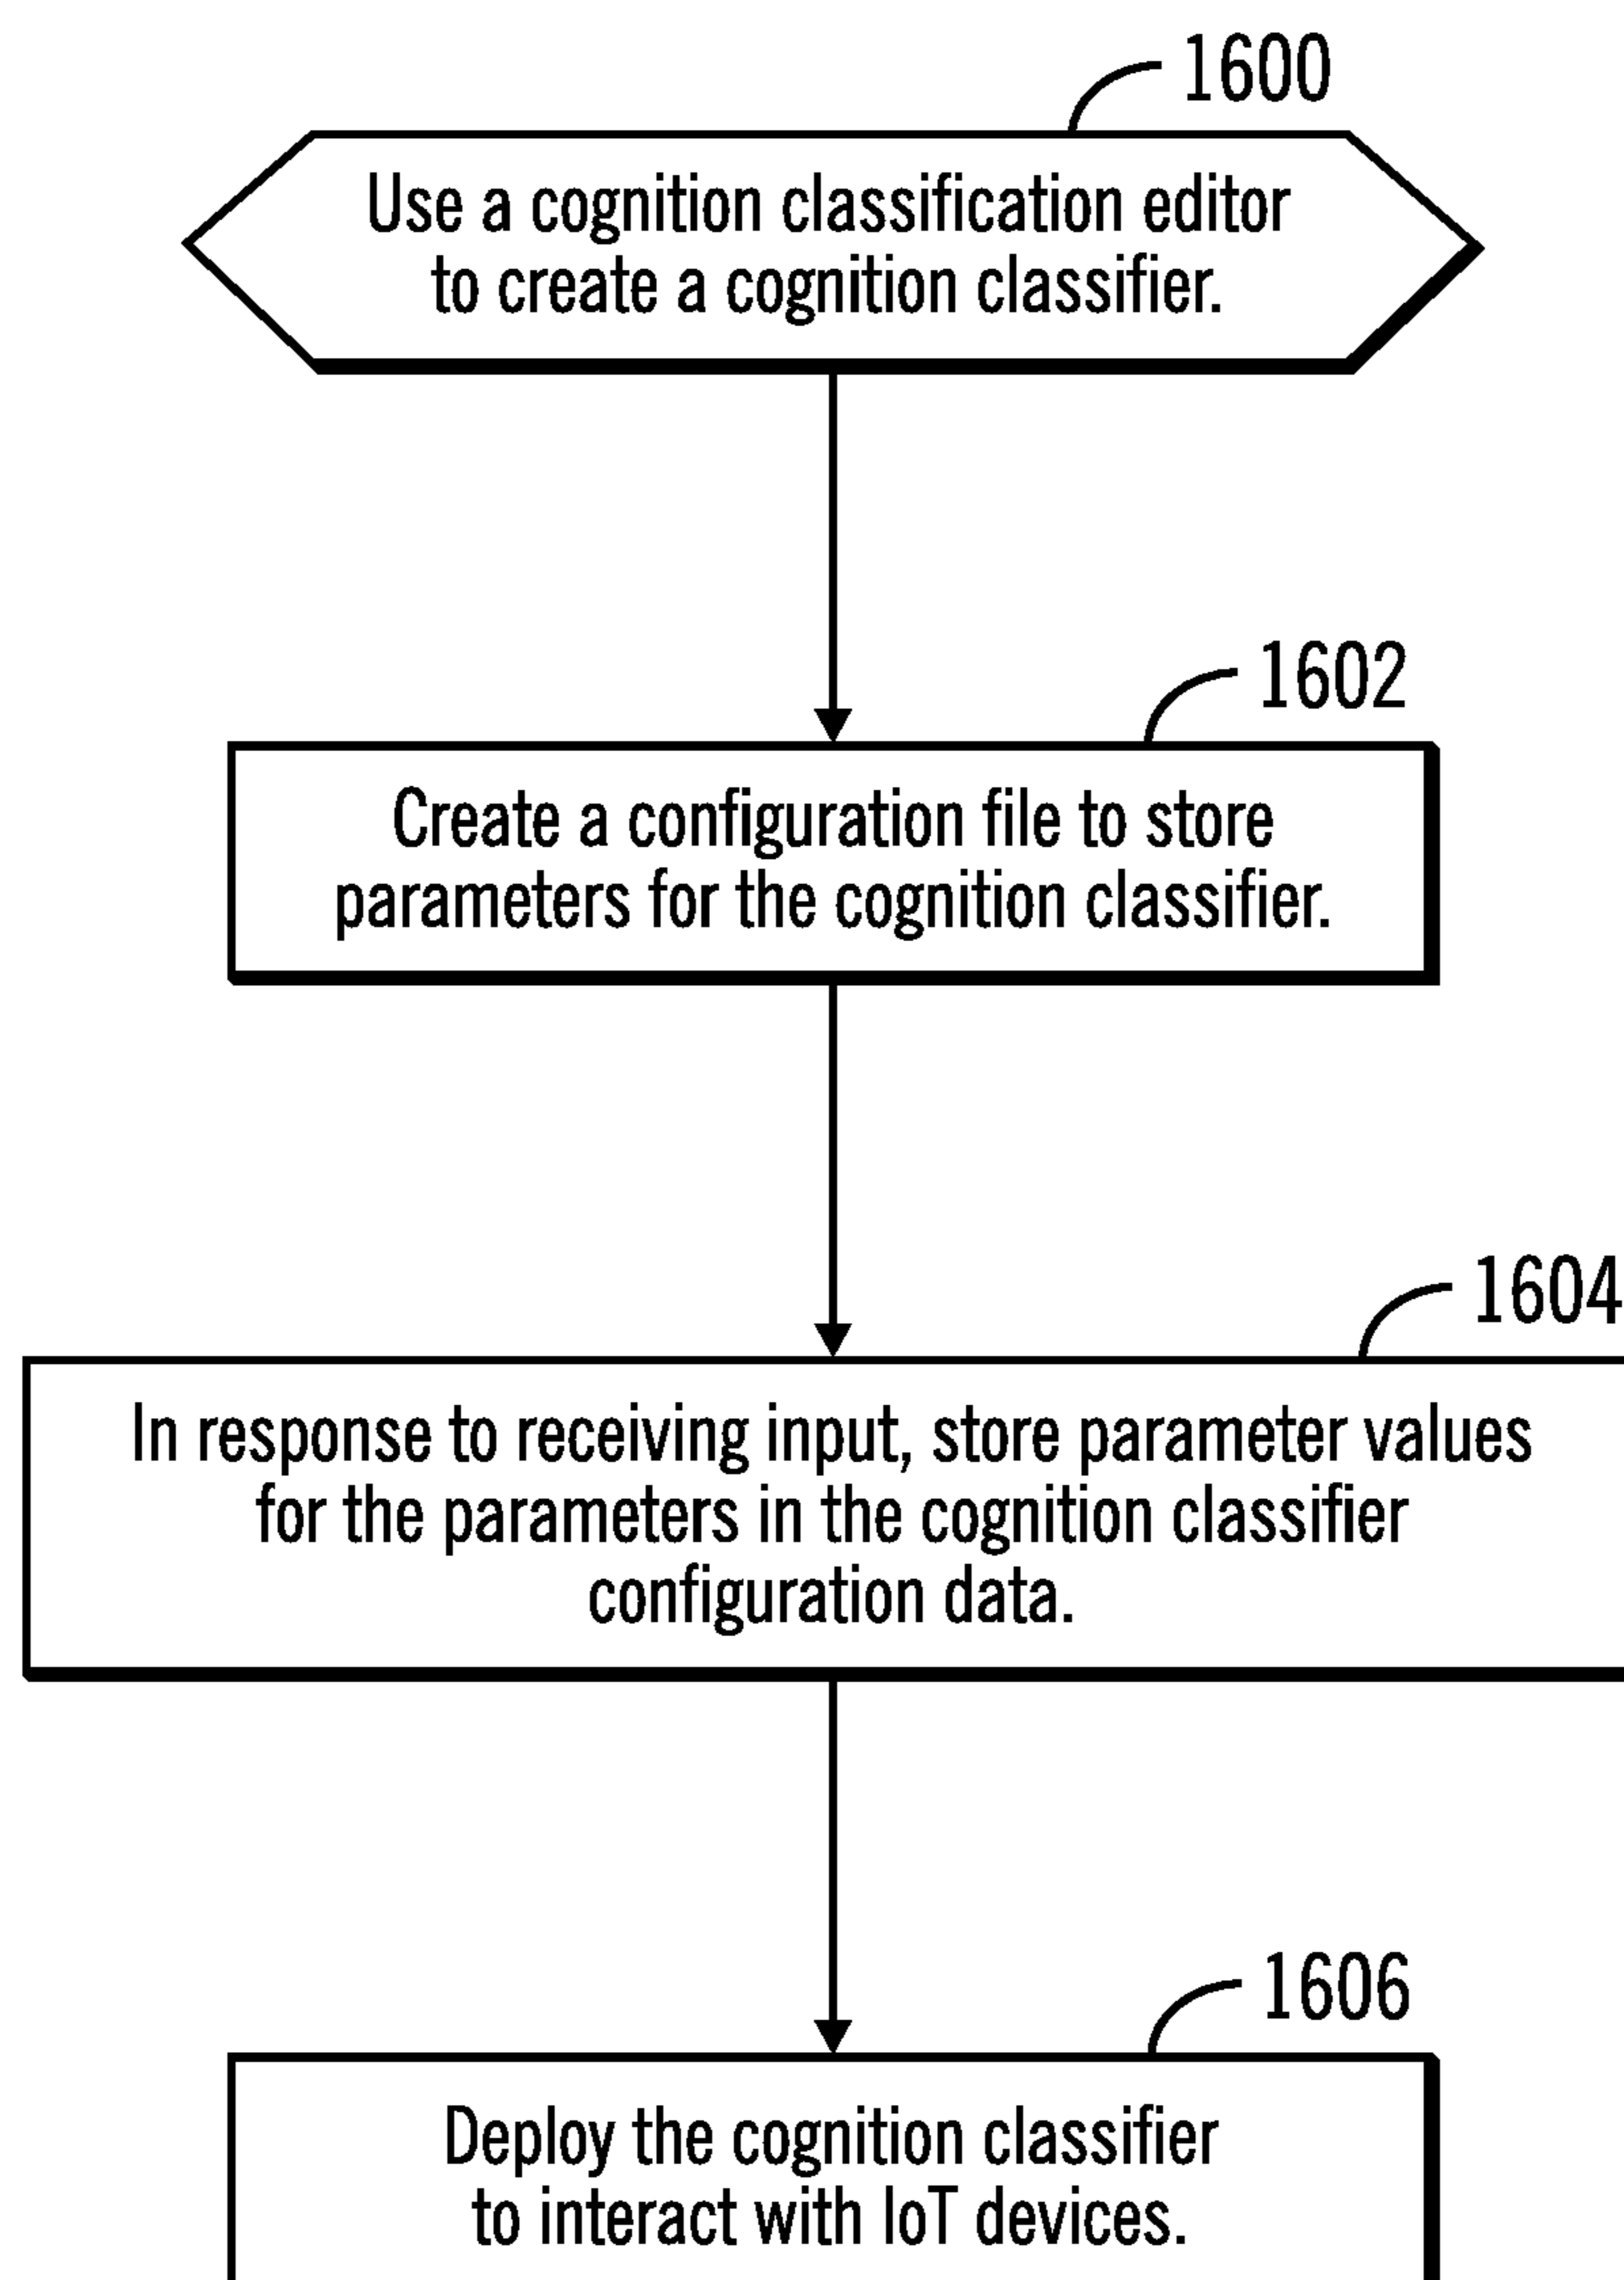 1600
Use a cognition classification editor
to create a cognition classifier.
1602
Create a configuration file to store
parameters for the cognition classifier.
1604
In response to receiving input, store parameter values
for the parameters in the cognition classifier
configuration data.
1606
Deploy the cognition classifier
to interact with IoT devices.